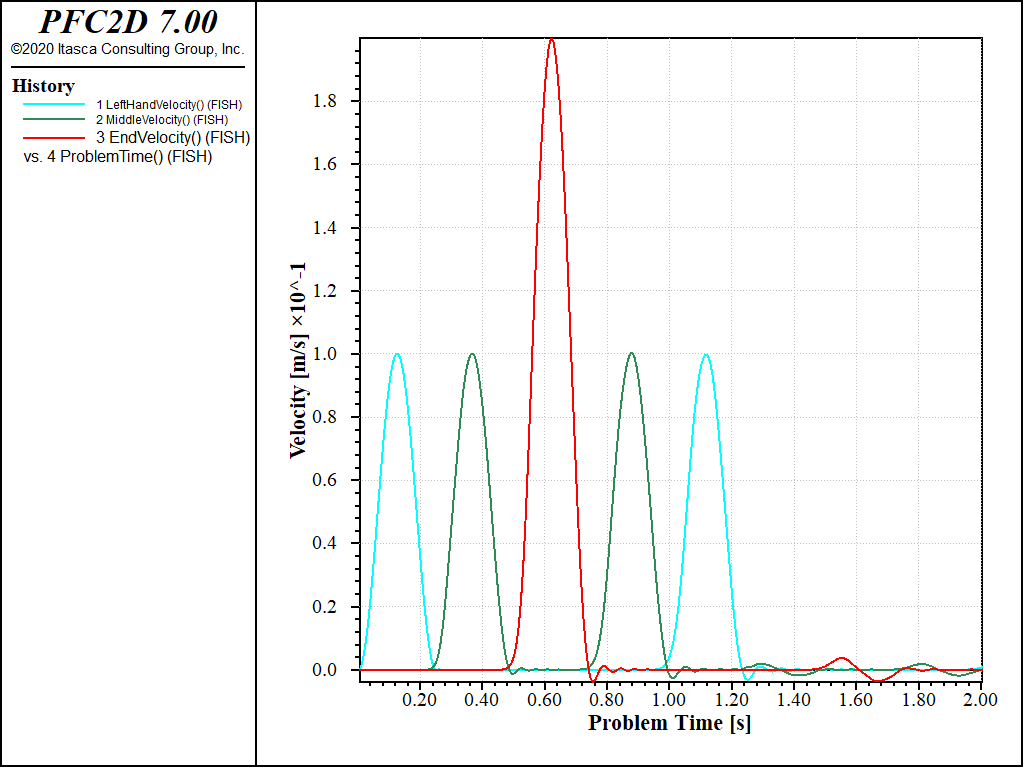 PFC2D 7.00
©2020 Itasca Consulting Group, Inc.
History
1 LeftHandVelocity() (FISH)
2 MiddleVelocity() (FISH)
3 EndVelocity() (FISH)
vs. 4 ProblemTime() (FISH)
Velocity [m/s] ×10^-1
1.8
1.6
1.4
1.2
1.0
0.8
0.6
0.4
0.2
0.0
0.20 0.40 0.60 0.80 1.00 1.20 1.40 1.60 1.80 2.00
Problem Time [s]